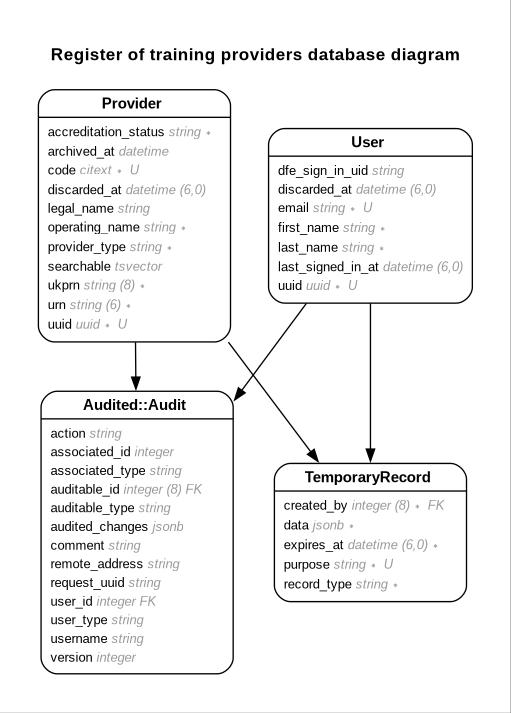 Register of training providers database diagram
Provider
accreditation_status string •
archived_at datetime
code citext • U
discarded_at datetime (6,0)
legal_name string
operating_name string •
provider_type string •
searchable tsvector
ukprn string (8) •
urn string (6) •
uuid uuid • U
User
dfe_sign_in_uid string
discarded_at datetime (6,0)
email string • U
first_name string •
last_name string •
last_signed_in_at datetime (6,0)
uuid uuid • U
Audited::Audit
action string
associated_id integer
associated_type string
auditable_id integer (8) FK
auditable_type string
audited_changes jsonb
comment string
remote_address string
request_uuid string
user_id integer FK
user_type string
username string
version integer
TemporaryRecord
created_by integer (8) • FK
data jsonb •
expires_at datetime (6,0) •
purpose string • U
record_type string •